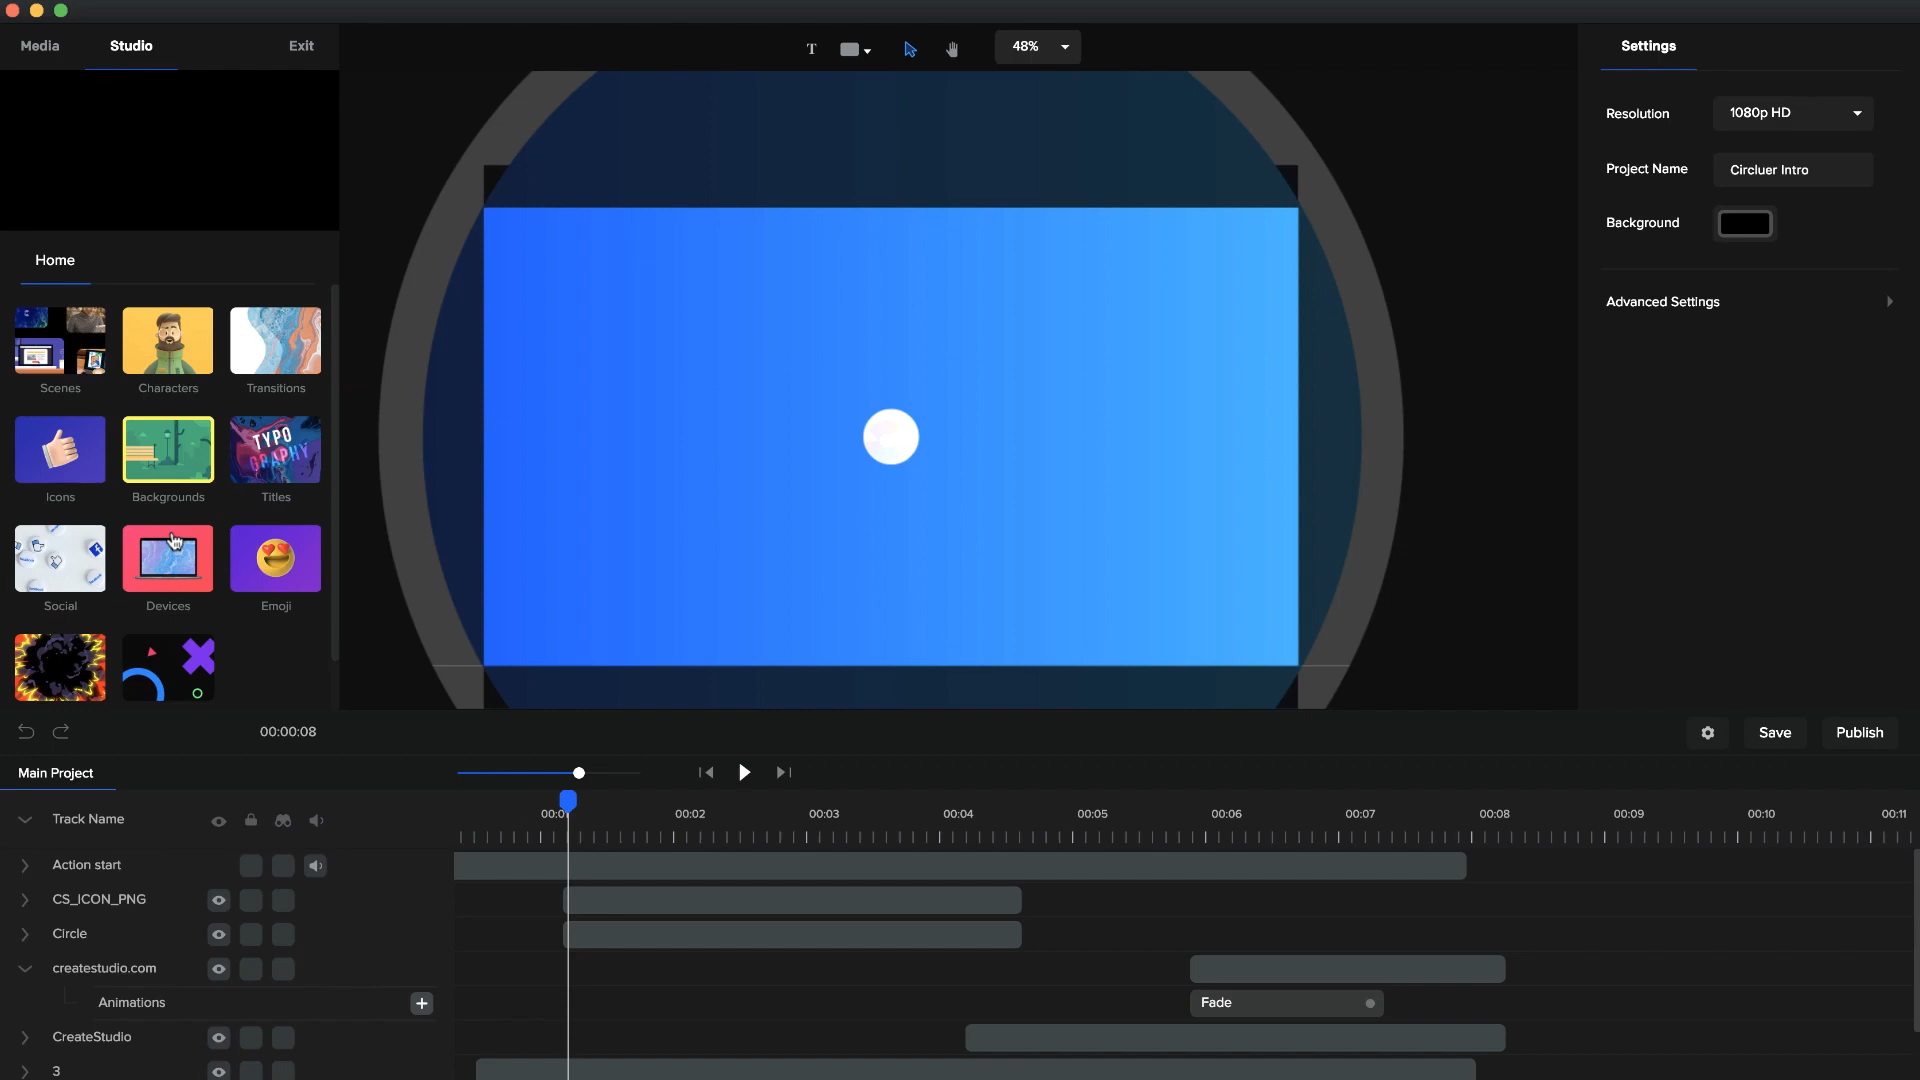 Media Studio Exit
T 48%
Settings
Resolution 1080p HD
Project Name Circluer Intro
Background
Advanced Settings
Home
Scenes Characters Transitions
TYPO
GRAPHY
Icons Backgrounds Titles
Social Devices Emoji
00:00:08
Save Publish
Main Project
Track Name
00:02 00:03 00:04 00:05 00:06 00:07 00:08 00:09 00:10 00:11
Action start
CS_ICON_PNG
Circle
createstudio.com
Animations + Fade
CreateStudio
3